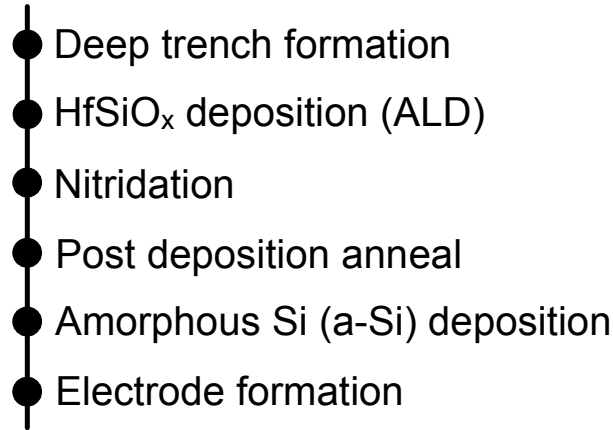 Deep trench formation
HfSiOₓ deposition (ALD)
Nitridation
Post deposition anneal
Amorphous Si (a-Si) deposition
Electrode formation